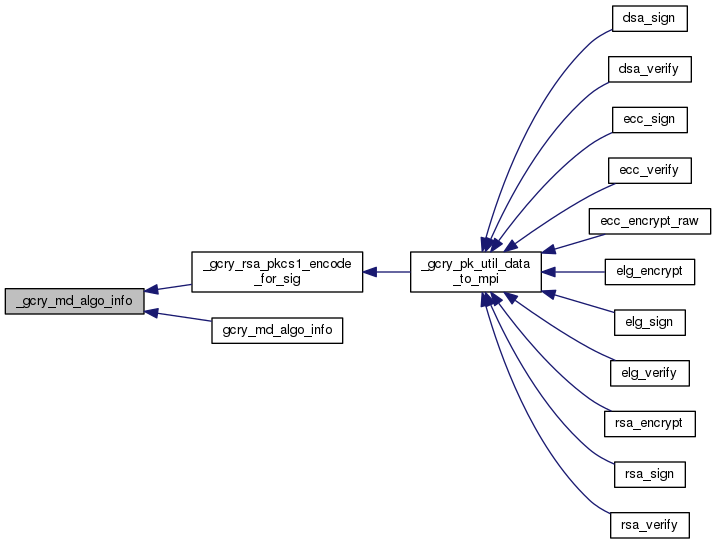 dsa_sign
dsa_verify
ecc_sign
ecc_verify
ecc_encrypt_raw
_gcry_rsa_pkcs1_encode
_for_sig
_gcry_pk_util_data
_to_mpi
elg_encrypt
_gcry_md_algo_info
gcry_md_algo_info
elg_sign
elg_verify
rsa_encrypt
rsa_sign
rsa_verify